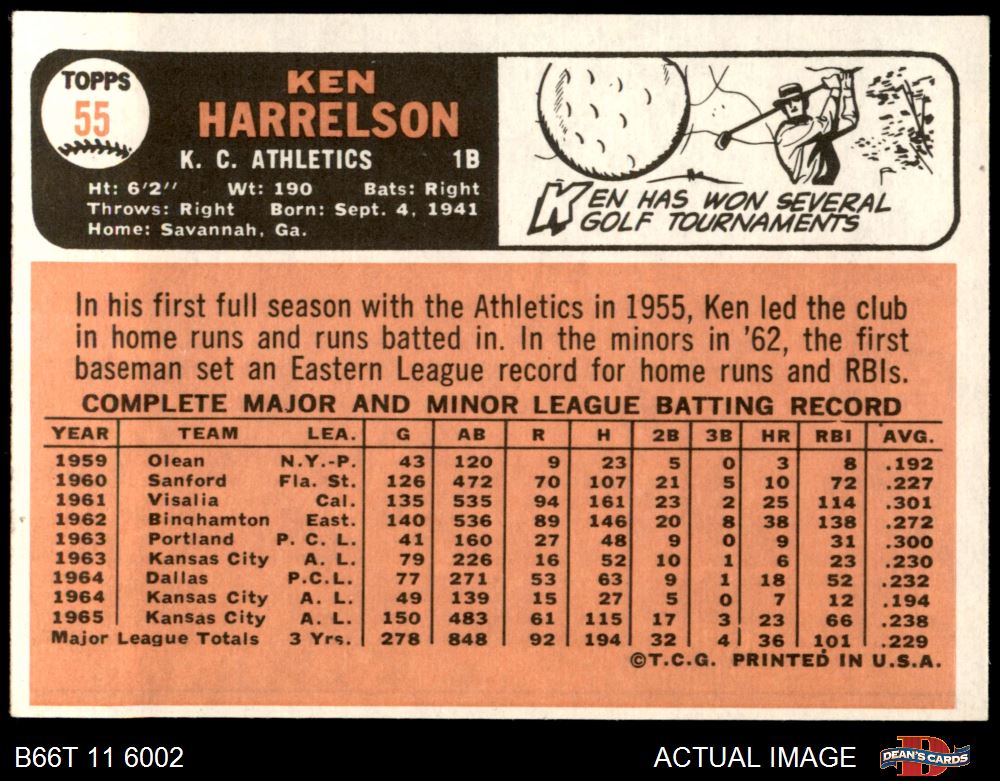 TOPPS
55
KEN
HARRELSON
K. C. ATHLETICS 1B
Ht: 6'2" Wt: 190 Bats: Right
Throws: Right Born: Sept. 4, 1941
Home: Savannah, Ga.
KEN HAS WON SEVERAL
GOLF TOURNAMENTS
In his first full season with the Athletics in 1955, Ken led the club
in home runs and runs batted in. In the minors in '62, the first
baseman set an Eastern League record for home runs and RBIs.
COMPLETE MAJOR AND MINOR LEAGUE BATTING RECORD
YEAR TEAM LEA. G AB R H 2B 3B HR RBI AVG.
1959 Olean N.Y.-P. 43 120 9 23 5 0 3 8 .192
1960 Sanford Fla. St. 126 472 70 107 21 5 10 72 .227
1961 Visalia Cal. 135 535 94 161 23 2 25 114 .301
1962 Binghamton East. 140 536 89 146 20 8 38 138 .272
1963 Portland P. C. L. 41 160 27 48 9 0 9 31 .300
1963 Kansas City A. L. 79 226 16 52 10 1 6 23 .230
1964 Dallas P.C.L. 77 271 53 63 9 1 18 52 .232
1964 Kansas City A. L. 49 139 15 27 5 0 7 12 .194
1965 Kansas City A. L. 150 483 61 115 17 3 23 66 .238
Major League Totals 3 Yrs. 278 848 92 194 32 4 36 101 .229
©T.C.G. PRINTED IN U.S.A.
B66T 11 6002 ACTUAL IMAGE DEAN'S CARDS